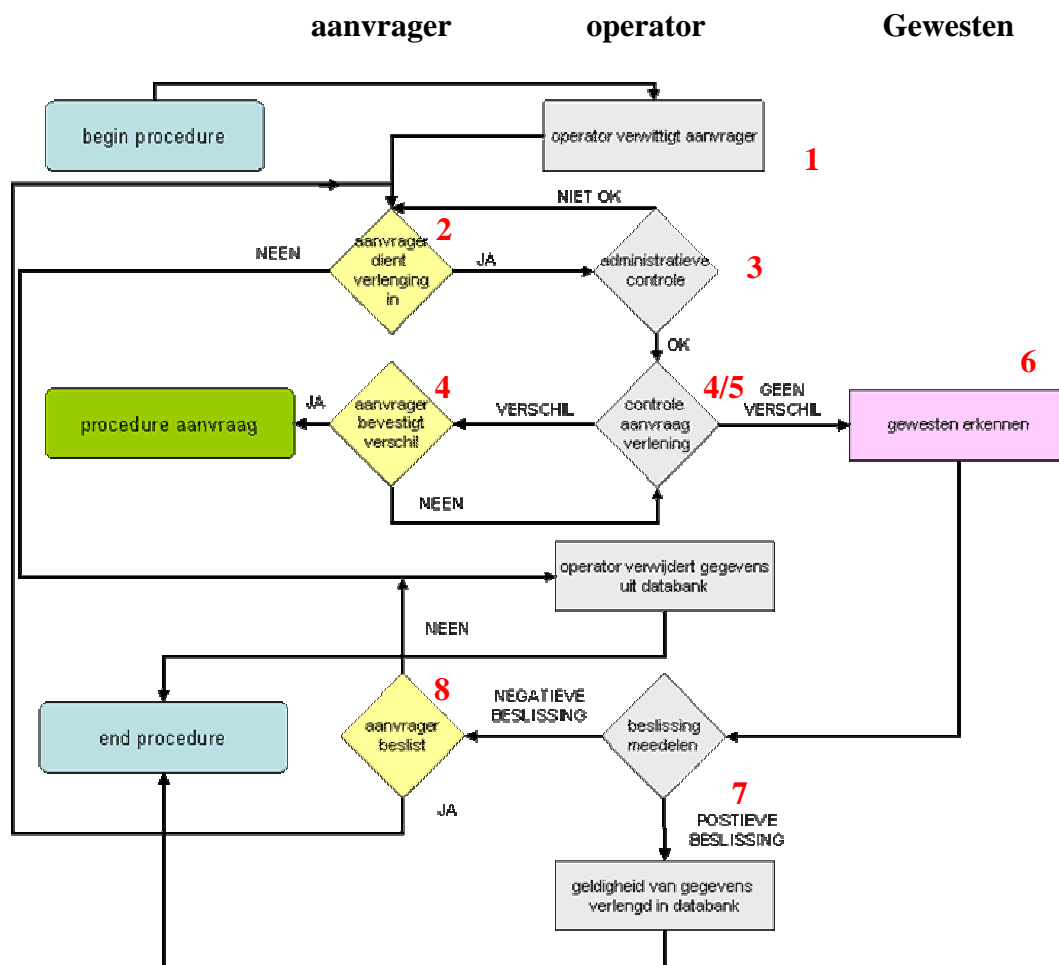 aanvrager operator Gewesten
begin procedure
operator verwittigt aanvrager
1
NIET OK
2
NEEN
aanvrager
dient
verlenging
in
JA
administratieve
controle
3
OK
6
4
4/5
GEEN
VERSCHIL
JA
procedure aanvraag
aanvrager
bevestigt
verschil
VERSCHIL
controle
aanvraag
verlening
gewesten erkennen
NEEN
operator verwijdert gegevens
uit databank
NEEN
8
NEGATIEVE
BESLISSING
end procedure
aanvrager
beslist
beslissing
meedelen
7
JA
POSTIEVE
BESLISSING
geldigheid van gegevens
verlengd in databank